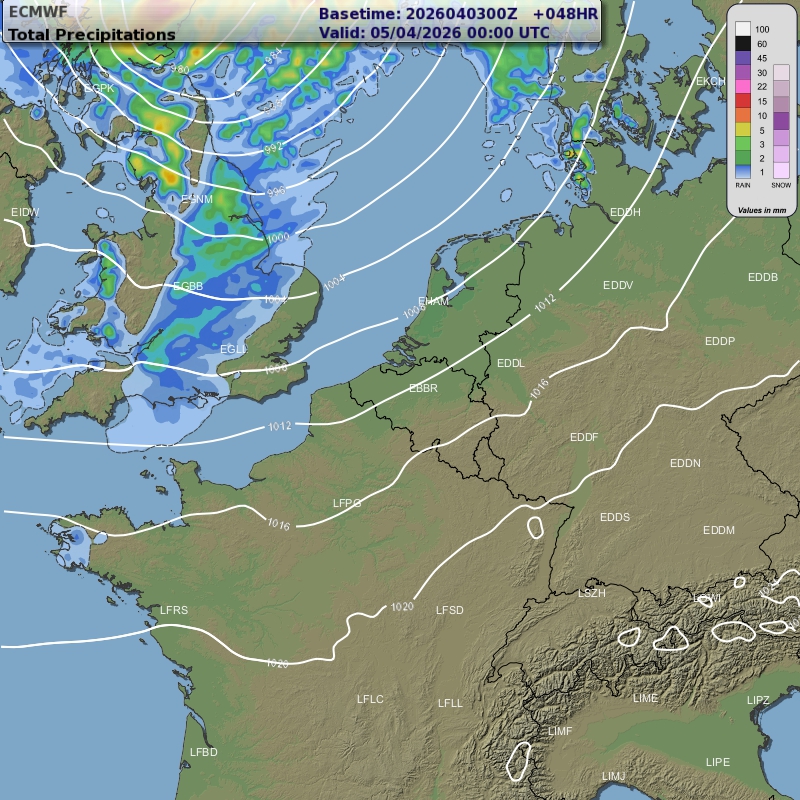 ECMWF
Basetime: 2026040300Z +048HR
Total Precipitations
Valid: 05/04/2026 00:00 UTC
100
60
45
30
22
15
10
5
3
2
1
RAIN
SNOW
Values in mm
980
984
EGPK
EKCH
992
996
EIDW
EDDH
1000
EGBB
1004
1004
EDDV
EDDB
EHAM
1008
1012
EGLL
EDDP
EDDL
1008
EBBR
1016
1012
EDDF
EDDN
LFPG
1016
EDDS
EDDM
LSZH
LFRS
1020
LFSD
1020
LFLC
LFLL
LIME
LIPZ
LIMF
LFBD
LIPE
LIMJ